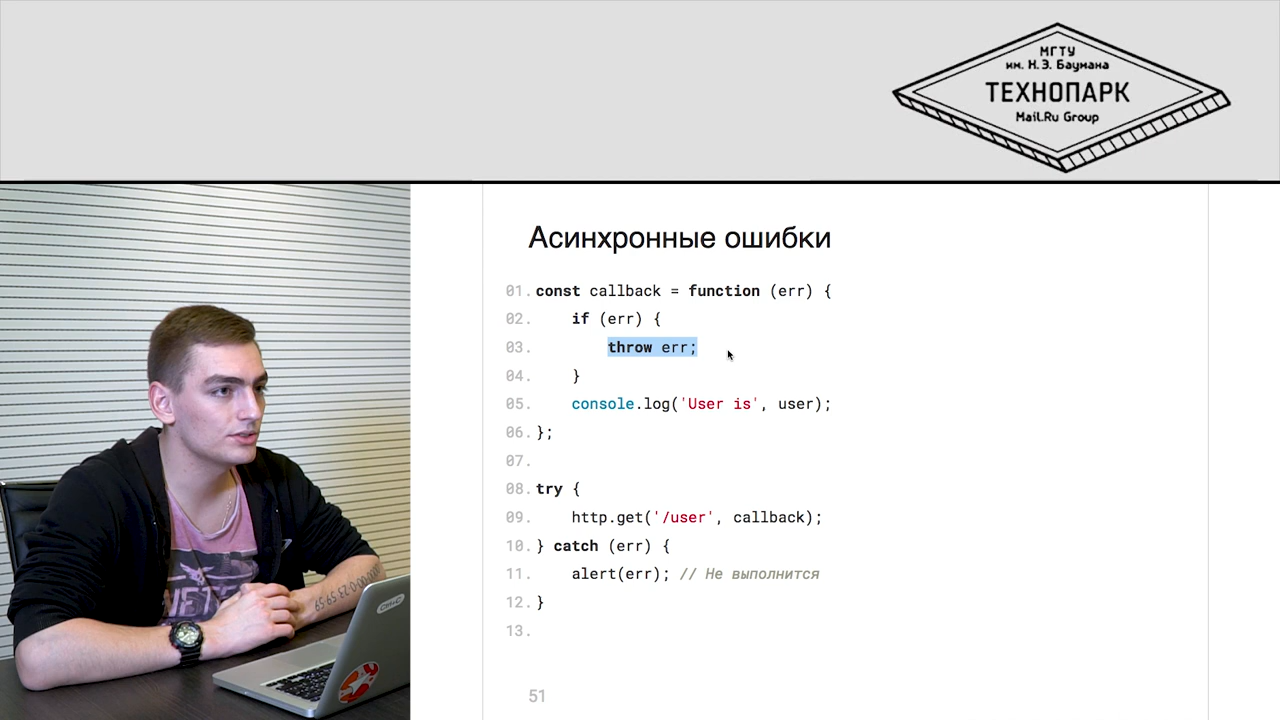 МГТУ
им. Н.Э. Баумана
ТЕХНОПАРК
Mail.Ru Group
Асинхронные ошибки
01. const callback = function (err) {
02. if (err) {
03. throw err;
04. }
05. console.log('User is', user);
06. };
07.
08. try {
09. http.get('/user', callback);
10. } catch (err) {
11. alert(err); // Не выполнится
12. }
13.
51